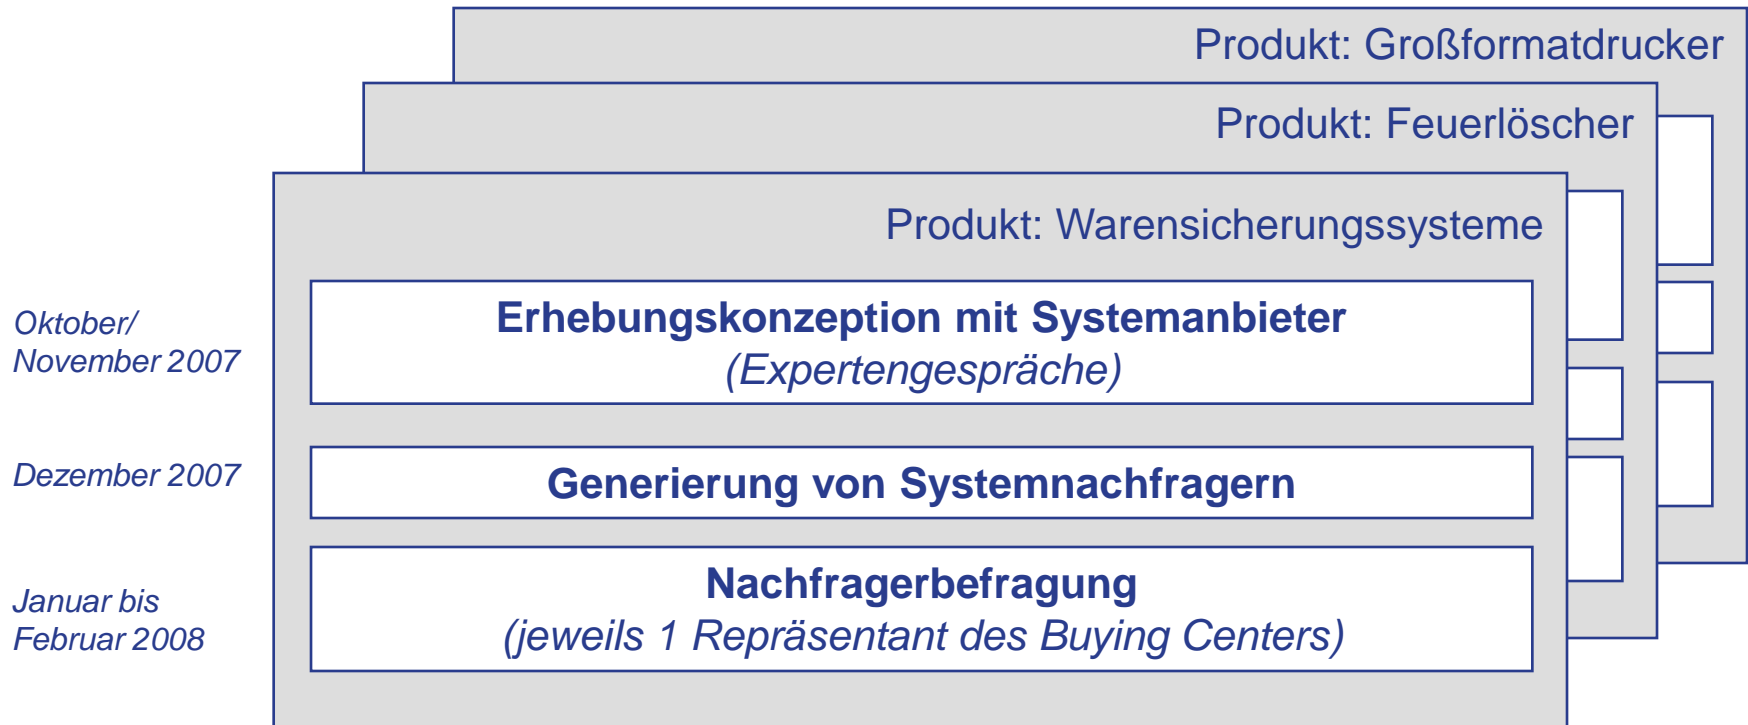 Produkt: Großformatdrucker
Produkt: Feuerlöscher
Produkt: Warensicherungssysteme
Oktober/
November 2007
Erhebungskonzeption mit Systemanbieter
(Expertengespräche)
Dezember 2007
Generierung von Systemnachfragern
Januar bis
Februar 2008
Nachfragerbefragung
(jeweils 1 Repräsentant des Buying Centers)